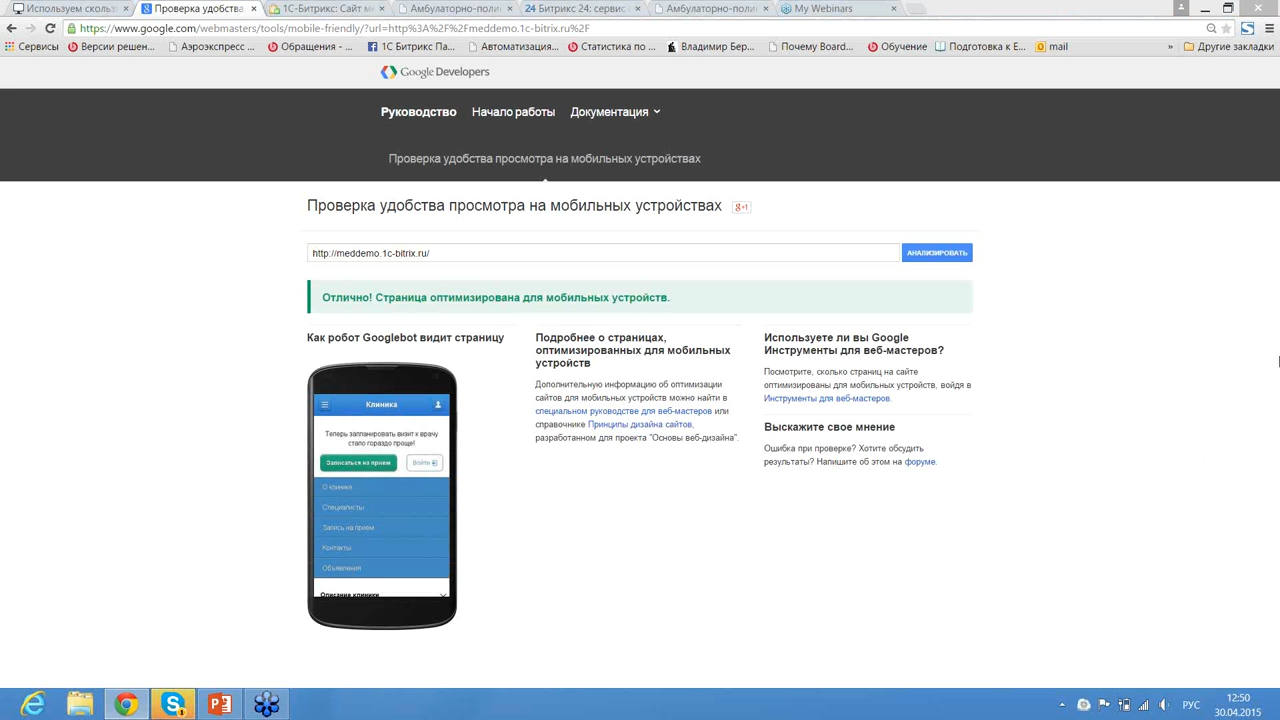 Используем сколь
Проверка удобства
1С-Битрикс: Сайт м
Амбулаторно-поли
24 Битрикс 24: сервис
Амбулаторно-полик
My Webinars
https://www.google.com/webmasters/tools/mobile-friendly/?url=http%3A%2F%2Fmeddemo.1c-bitrix.ru%2F
Сервисы
Версии решен...
Аэроэкспресс ...
Обращения - ...
1С Битрикс Па...
Автоматизация...
Статистика по ...
Владимир Бер...
Почему Board...
Обучение
Подготовка к Е...
mail
»
Другие закладки
Google Developers
Руководство
Начало работы
Документация
Проверка удобства просмотра на мобильных устройствах
Проверка удобства просмотра на мобильных устройствах
g+1
http://meddemo.1c-bitrix.ru/
АНАЛИЗИРОВАТЬ
Отлично! Страница оптимизирована для мобильных устройств.
Как робот Googlebot видит страницу
Клиника
Теперь запланировать визит к врачу
стало гораздо проще!
Записаться на прием
Войти
О клинике
Специалисты
Запись на прием
Контакты
Объявления
Описание клиники
Подробнее о страницах,
оптимизированных для мобильных
устройств
Дополнительную информацию об оптимизации
сайтов для мобильных устройств можно найти в
специальном руководстве для веб-мастеров или
справочнике Принципы дизайна сайтов,
разработанном для проекта "Основы веб-дизайна".
Используете ли вы Google
Инструменты для веб-мастеров?
Посмотрите, сколько страниц на сайте
оптимизированы для мобильных устройств, войдя в
Инструменты для веб-мастеров.
Выскажите свое мнение
Ошибка при проверке? Хотите обсудить
результаты? Напишите об этом на форуме.
РУС
12:50
30.04.2015